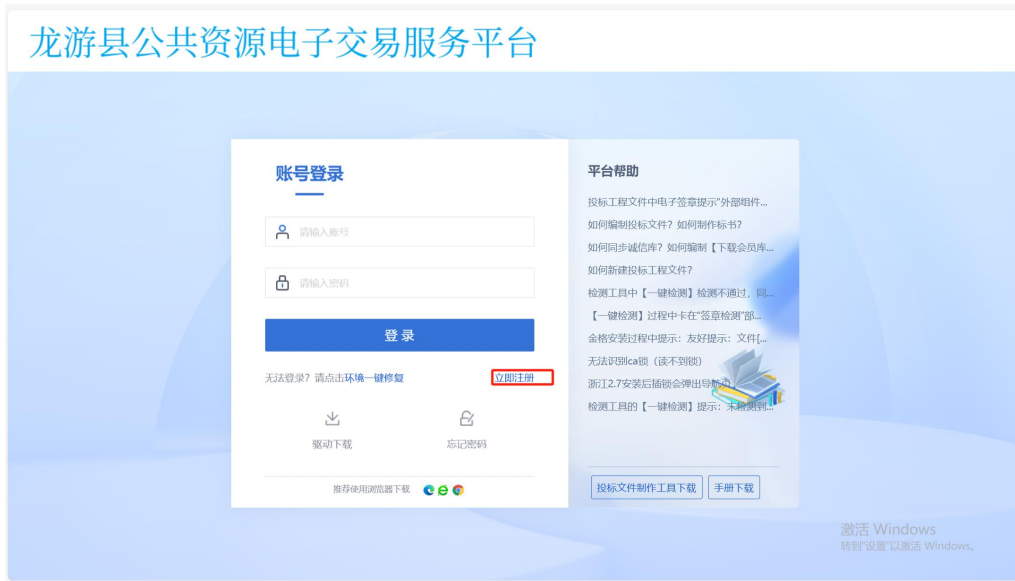 龙游县公共资源电子交易服务平台
账号登录
请输入账号
请输入密码
登录
无法登录？请点击环境一键修复
立即注册
驱动下载
忘记密码
推荐使用浏览器下载
平台帮助
投标工程文件中电子签章提示"外部组件...
如何编制投标文件？如何制作标书？
如何同步诚信库？如何编制【下载会员库...
如何新建投标工程文件？
检测工具中【一键检测】检测不通过，同...
【一键检测】过程中卡在"签章检测"部...
金格安装过程中提示：友好提示：文件[...
无法识别ca锁（读不到锁）
浙江2.7安装后插锁会弹出导航页，
检测工具的【一键检测】提示：未检测到...
投标文件制作工具下载
手册下载
激活 Windows
转到"设置"以激活 Windows。